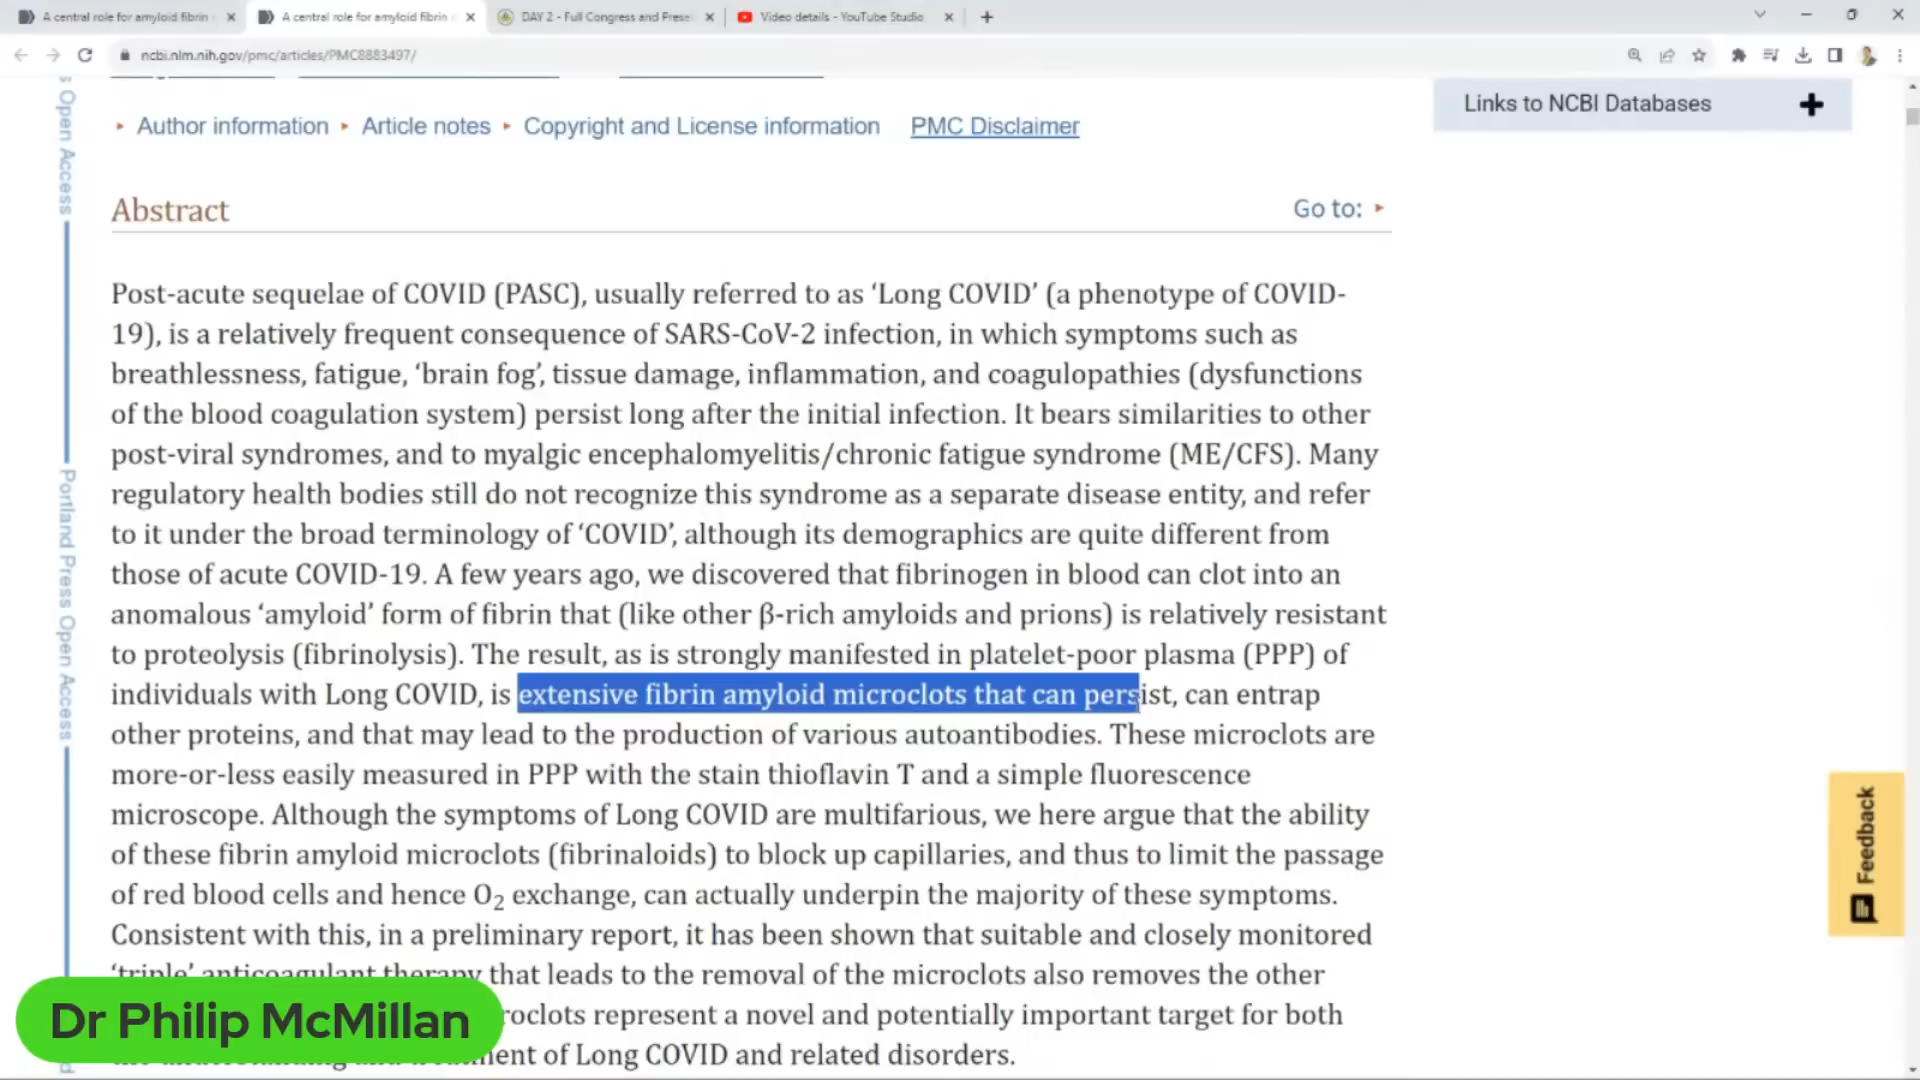 A central role for amyloid fibrin
A central role for amyloid fibrin
DAY 2 - Full Congress and Prese
Video details - YouTube Studio
ncbi.nlm.nih.gov/pmc/articles/PMC8883497/
Links to NCBI Databases
Author information
Article notes
Copyright and License information
PMC Disclaimer
s Open Access
Portland Press Open Access
Abstract
Go to:
Post-acute sequelae of COVID (PASC), usually referred to as ‘Long COVID’ (a phenotype of COVID-
19), is a relatively frequent consequence of SARS-CoV-2 infection, in which symptoms such as
breathlessness, fatigue, ‘brain fog’, tissue damage, inflammation, and coagulopathies (dysfunctions
of the blood coagulation system) persist long after the initial infection. It bears similarities to other
post-viral syndromes, and to myalgic encephalomyelitis/chronic fatigue syndrome (ME/CFS). Many
regulatory health bodies still do not recognize this syndrome as a separate disease entity, and refer
to it under the broad terminology of ‘COVID’, although its demographics are quite different from
those of acute COVID-19. A few years ago, we discovered that fibrinogen in blood can clot into an
anomalous ‘amyloid’ form of fibrin that (like other β-rich amyloids and prions) is relatively resistant
to proteolysis (fibrinolysis). The result, as is strongly manifested in platelet-poor plasma (PPP) of
individuals with Long COVID, is extensive fibrin amyloid microclots that can persist, can entrap
other proteins, and that may lead to the production of various autoantibodies. These microclots are
more-or-less easily measured in PPP with the stain thioflavin T and a simple fluorescence
microscope. Although the symptoms of Long COVID are multifarious, we here argue that the ability
of these fibrin amyloid microclots (fibrinaloids) to block up capillaries, and thus to limit the passage
of red blood cells and hence O2 exchange, can actually underpin the majority of these symptoms.
Consistent with this, in a preliminary report, it has been shown that suitable and closely monitored
‘triple’ anticoagulant therapy that leads to the removal of the microclots also removes the other
roclots represent a novel and potentially important target for both
ment of Long COVID and related disorders.
Feedback
Dr Philip McMillan